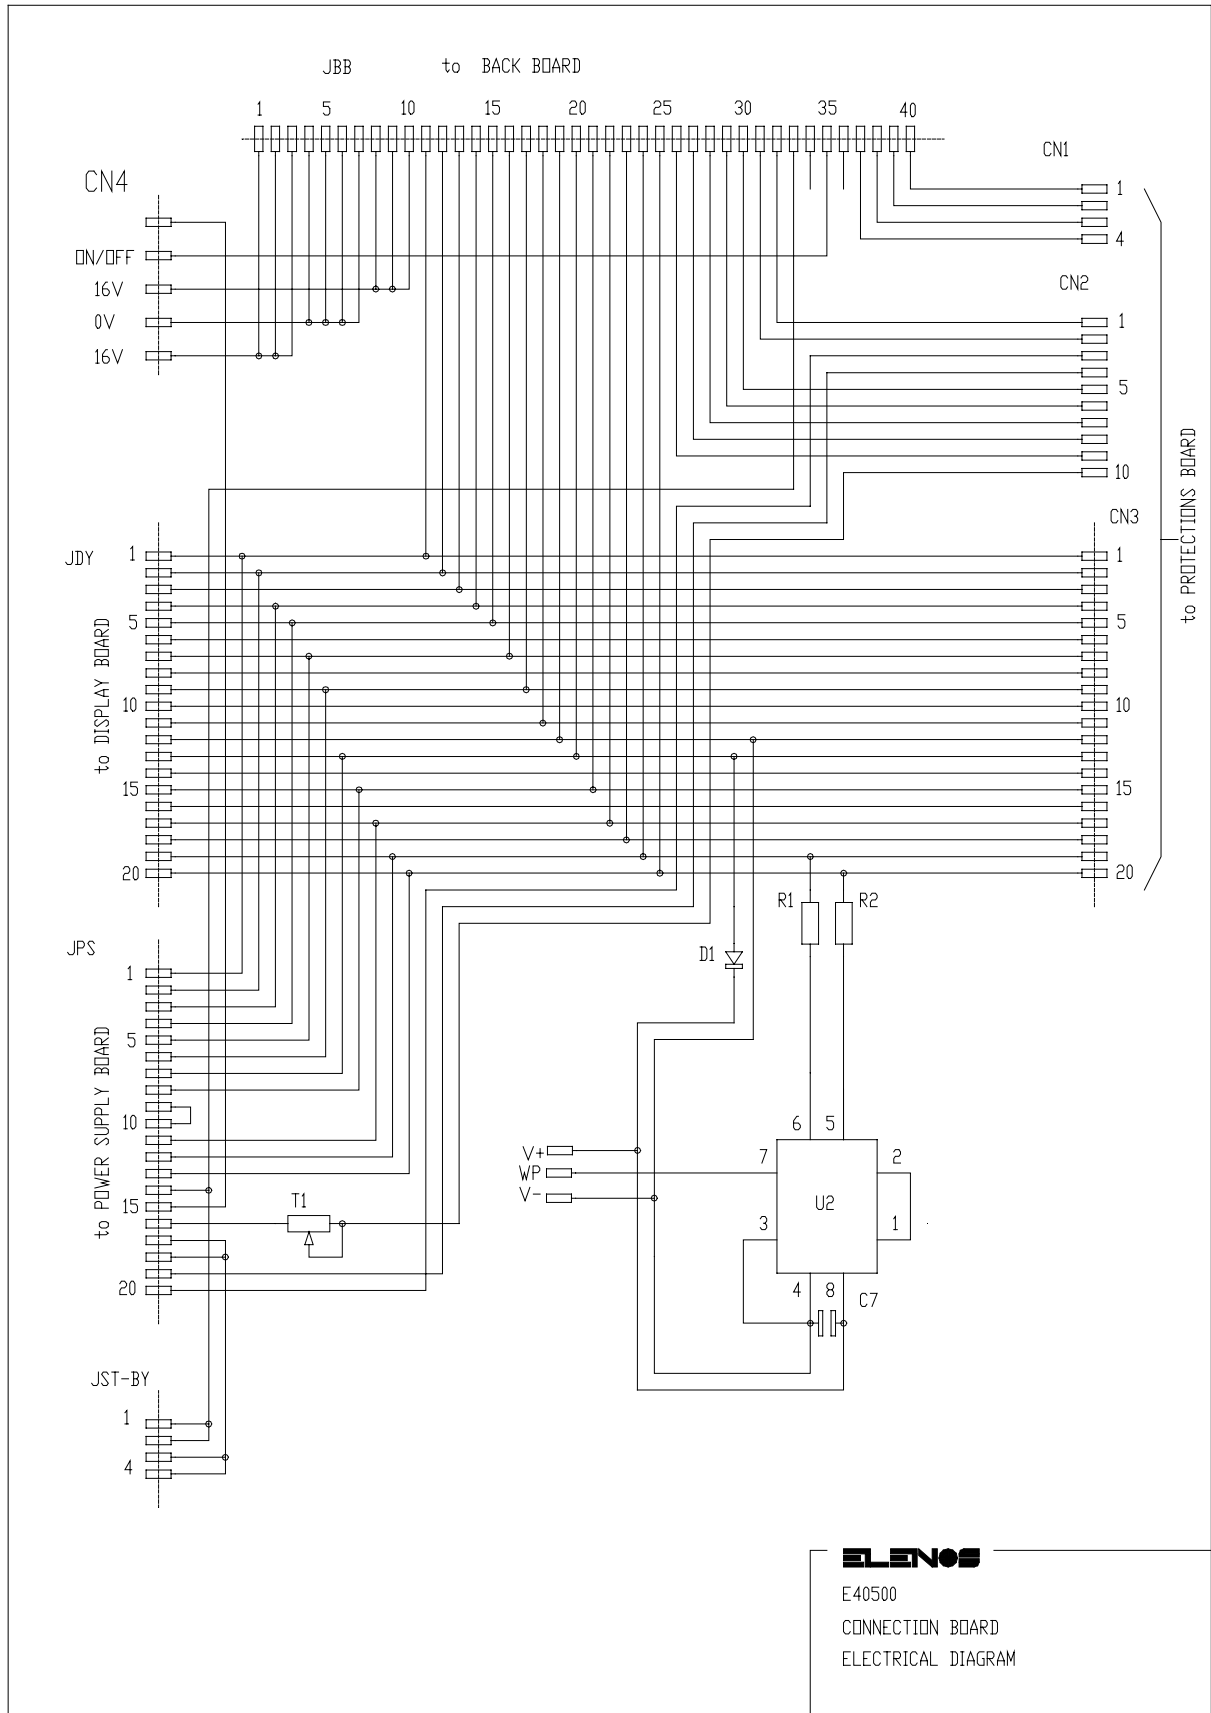 JBB to BACK BOARD
1 5 10 15 20 25 30 35 40
CN4
ON/OFF
16V
0V
16V
CN1
1
4
CN2
1
5
10
to PROTECTIONS BOARD
CN3
1
5
10
15
20
JDY
1
5
10
15
20
to DISPLAY BOARD
R1 R2
D1
JPS
1
5
10
15
20
to POWER SUPPLY BOARD
T1
V+
WP
V-
6 5
7 2
U2
3 1
4 8
C7
JST-BY
1
4
ELENOS
E40500
CONNECTION BOARD
ELECTRICAL DIAGRAM